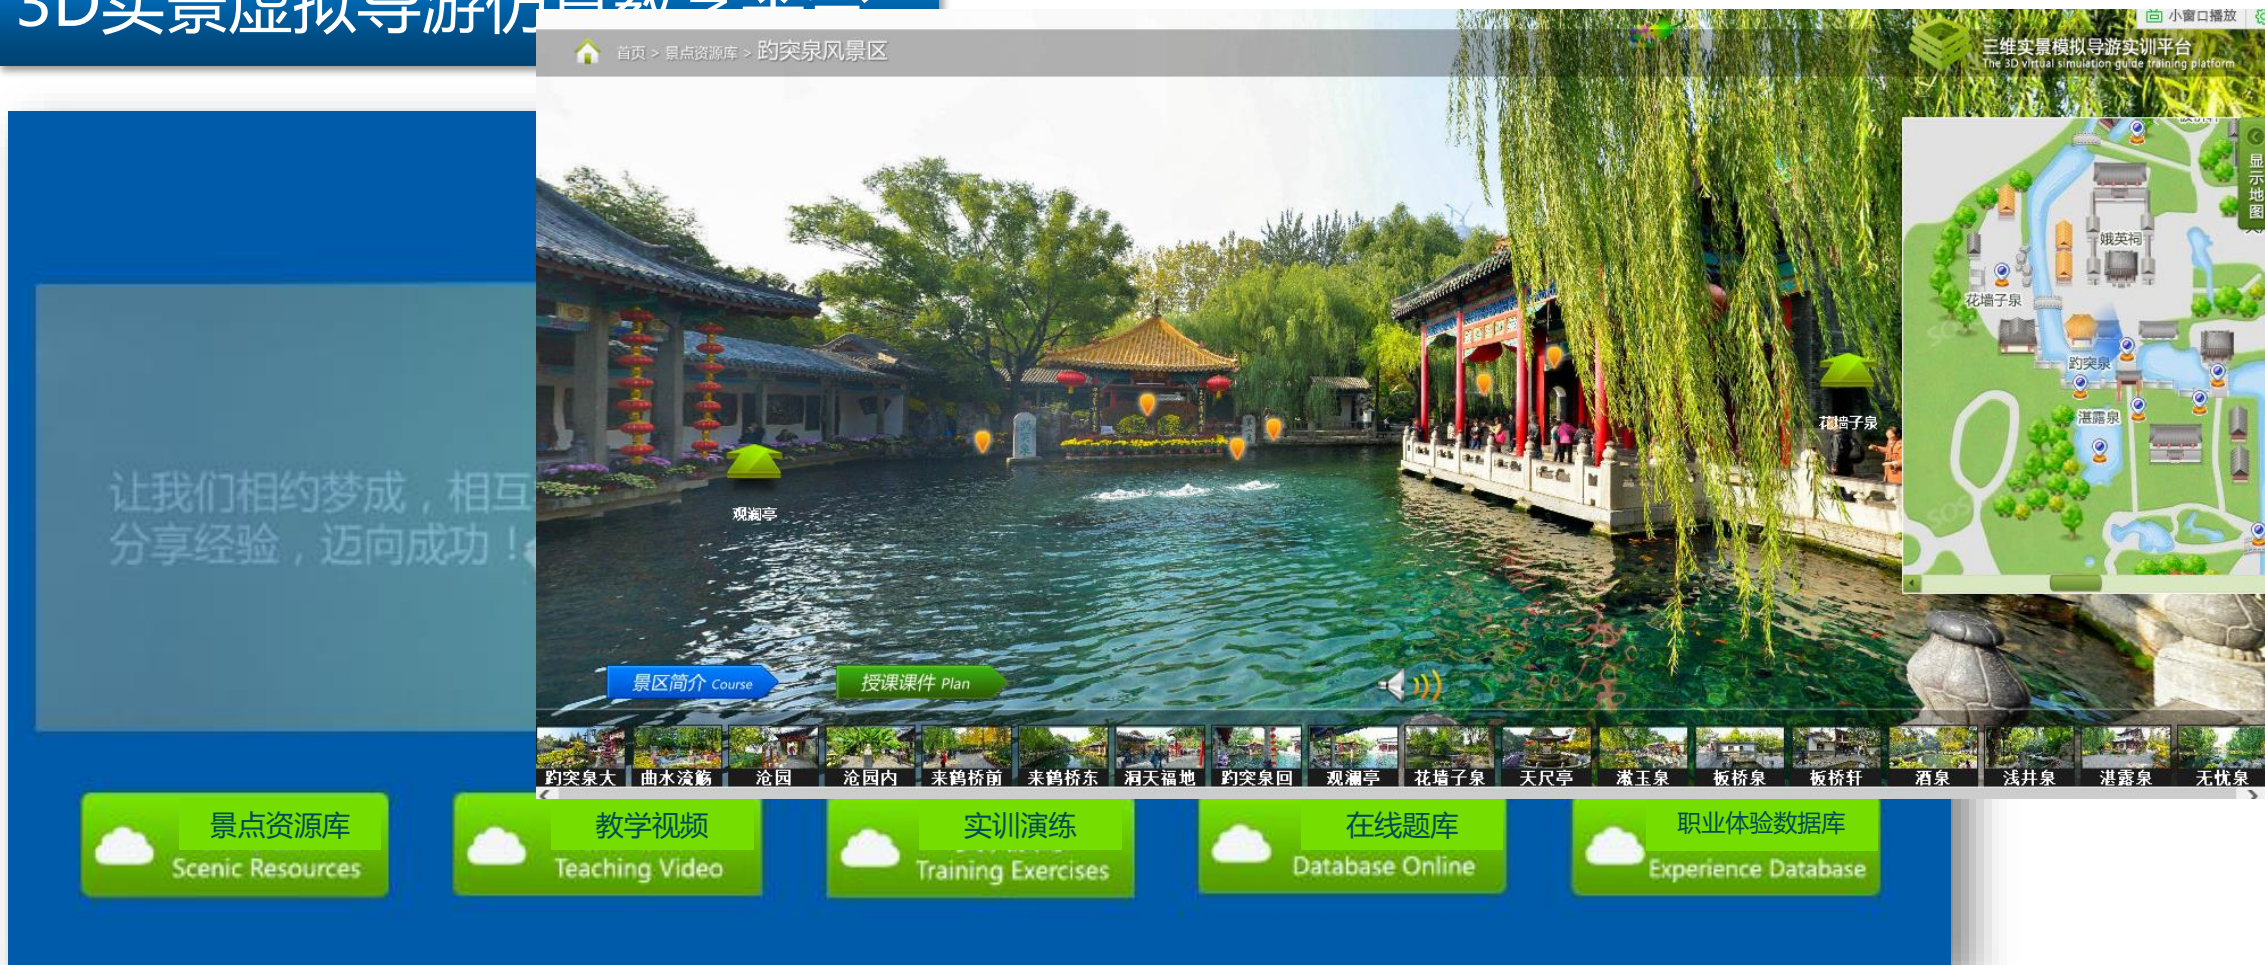 3D实景虚拟导游仿真教学平台
小窗口播放
首页 > 景点资源库 > 趵突泉风景区
三维实景模拟导游实训平台
The 3D virtual simulation guide training platform
显示地图
娥英祠
花墙子泉
趵突泉
湛露泉
花墙子泉
观澜亭
让我们相约梦成，相互
分享经验，迈向成功！
景区简介 Course
授课课件 Plan
趵突泉大 曲水流觞 沧园 沧园内 来鹤桥前 来鹤桥东 洞天福地 趵突泉回 观澜亭 花墙子泉 天尺亭 漱玉泉 板桥泉 板桥轩 酒泉 浅井泉 湛露泉 无忧泉
景点资源库
Scenic Resources
教学视频
Teaching Video
实训演练
Training Exercises
在线题库
Database Online
职业体验数据库
Experience Database